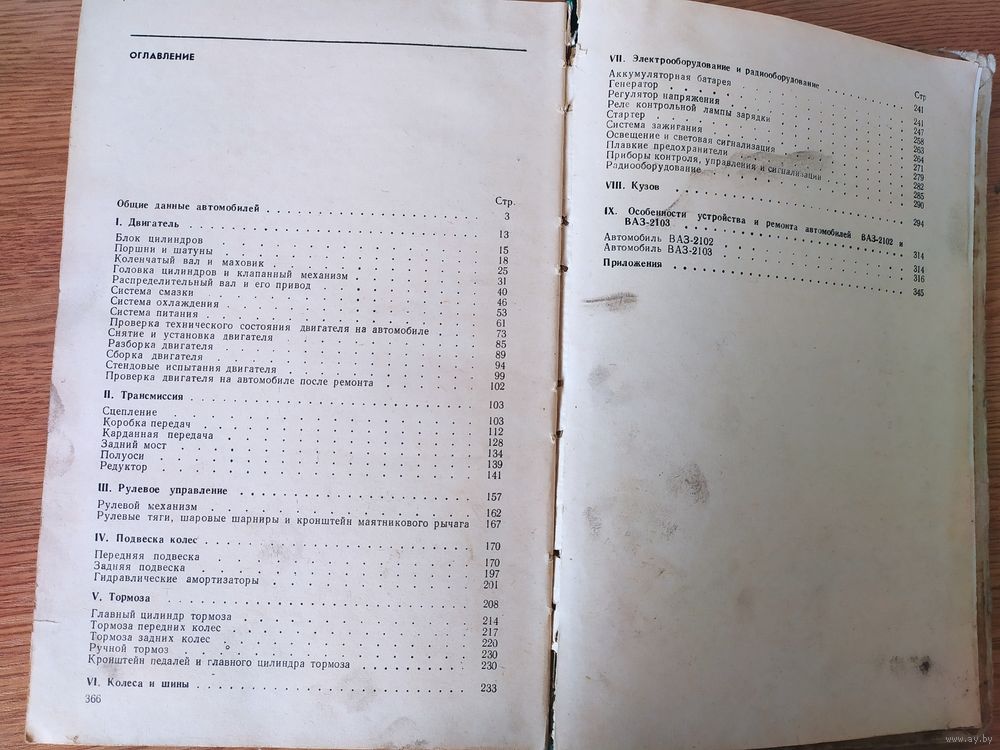 ОГЛАВЛЕНИЕ
Стр.
Общие данные автомобилей . . . 3
I. Двигатель . . . 13
Блок цилиндров . . . 15
Поршни и шатуны . . . 18
Коленчатый вал и маховик . . . 25
Головка цилиндров и клапанный механизм . . . 31
Распределительный вал и его привод . . . 40
Система смазки . . . 46
Система охлаждения . . . 53
Система питания . . . 61
Проверка технического состояния двигателя на автомобиле . . . 73
Снятие и установка двигателя . . . 85
Разборка двигателя . . . 89
Сборка двигателя . . . 94
Стендовые испытания двигателя . . . 99
Проверка двигателя на автомобиле после ремонта . . . 102
II. Трансмиссия . . . 103
Сцепление . . . 103
Коробка передач . . . 112
Карданная передача . . . 128
Задний мост . . . 134
Полуоси . . . 139
Редуктор . . . 141
III. Рулевое управление . . . 157
Рулевой механизм . . . 162
Рулевые тяги, шаровые шарниры и кронштейн маятникового рычага 167
IV. Подвеска колес . . . 170
Передняя подвеска . . . 170
Задняя подвеска . . . 197
Гидравлические амортизаторы . . . 201
V. Тормоза . . . 208
Главный цилиндр тормоза . . . 214
Тормоза передних колес . . . 217
Тормоза задних колес . . . 220
Ручной тормоз . . . 230
Кронштейн педалей и главного цилиндра тормоза . . . 230
VI. Колеса и шины . . . 233
366
Стр
VII. Электрооборудование и радиооборудование . . . 241
Аккумуляторная батарея . . . 241
Генератор . . . 247
Регулятор напряжения . . . 258
Реле контрольной лампы зарядки . . . 263
Стартер . . . 264
Система зажигания . . . 271
Освещение и световая сигнализация . . . 279
Плавкие предохранители . . . 282
Приборы контроля, управления и сигнализации . . . 285
Радиооборудование . . . 290
VIII. Кузов . . . 294
IX. Особенности устройства и ремонта автомобилей ВАЗ-2102 и
ВАЗ-2103 . . . 314
Автомобиль ВАЗ-2102 . . . 314
Автомобиль ВАЗ-2103 . . . 316
Приложения . . . 345
www.ay.by